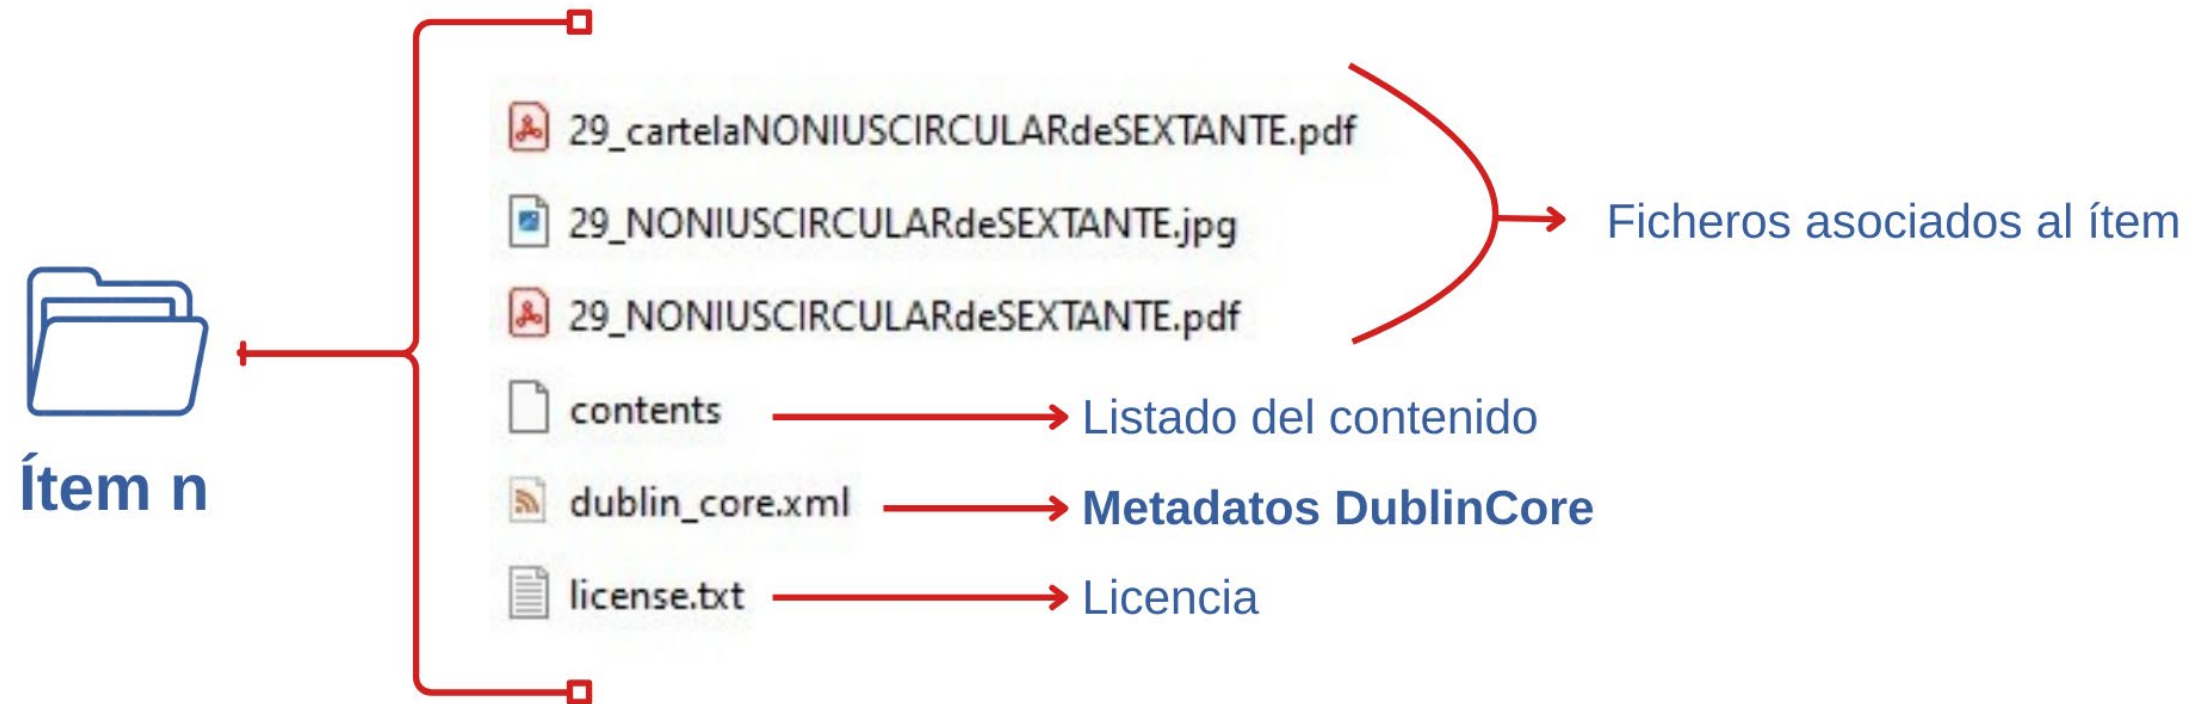 29_cartelaNONIUSCIRCULARdeSEXTANTE.pdf
29_NONIUSCIRCULARdeSEXTANTE.jpg
Ficheros asociados al ítem
29_NONIUSCIRCULARdeSEXTANTE.pdf
contents
Listado del contenido
Ítem n
dublin_core.xml
Metadatos DublinCore
license.txt
Licencia